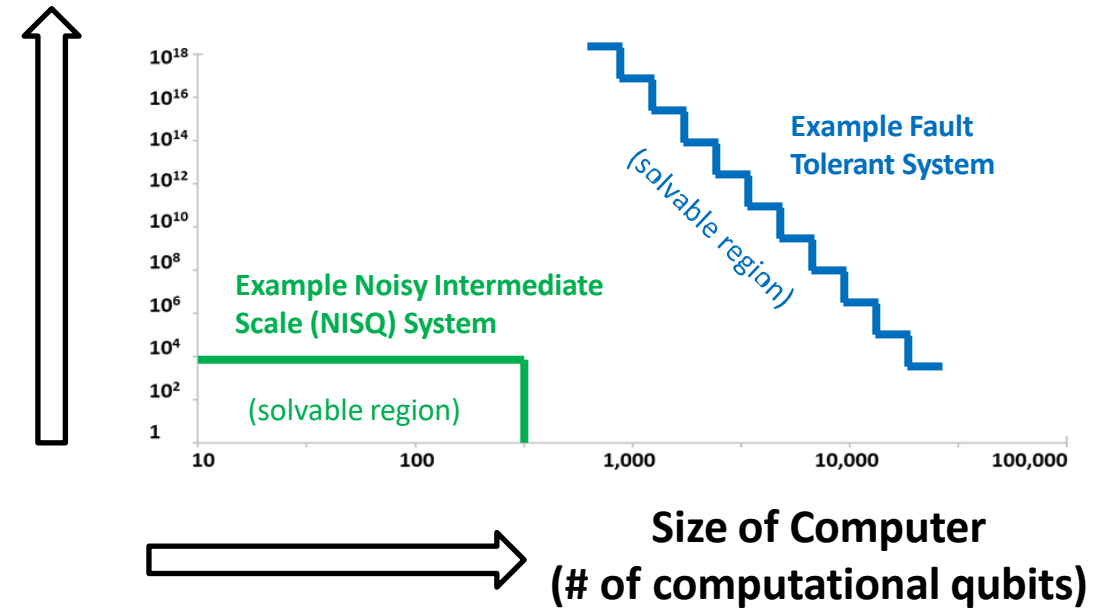 10¹⁸
10¹⁶
10¹⁴
10¹²
10¹⁰
10⁸
10⁶
10⁴
10²
1
Example Fault
Tolerant System
(solvable region)
Example Noisy Intermediate
Scale (NISQ) System
(solvable region)
10 100 1,000 10,000 100,000
Size of Computer
(# of computational qubits)